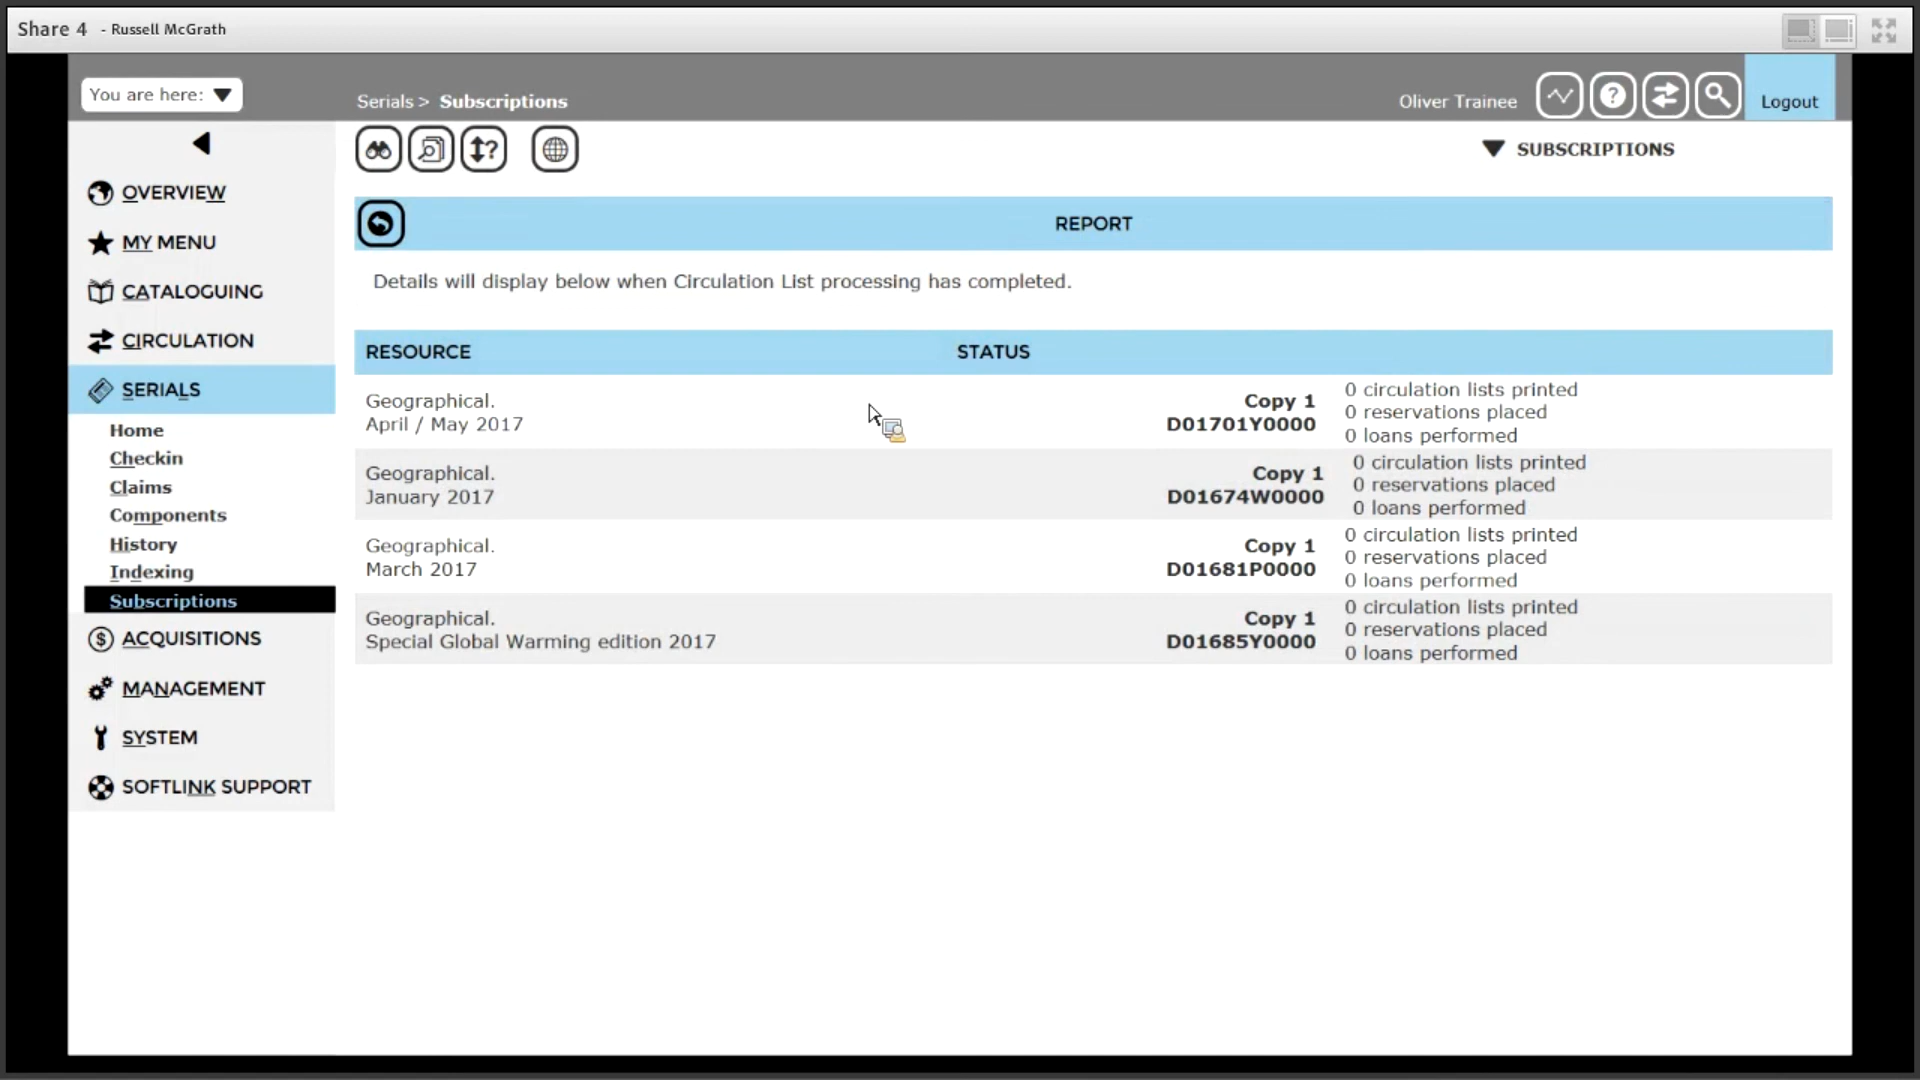 Share 4 - Russell McGrath
You are here:
Serials > Subscriptions
Oliver Trainee
Logout
SUBSCRIPTIONS
OVERVIEW
MY MENU
CATALOGUING
CIRCULATION
SERIALS
Home
Checkin
Claims
Components
History
Indexing
Subscriptions
ACQUISITIONS
MANAGEMENT
SYSTEM
SOFTLINK SUPPORT
REPORT
Details will display below when Circulation List processing has completed.
RESOURCE STATUS
Geographical.
April / May 2017
Copy 1
D01701Y0000
0 circulation lists printed
0 reservations placed
0 loans performed
Geographical.
January 2017
Copy 1
D01674W0000
0 circulation lists printed
0 reservations placed
0 loans performed
Geographical.
March 2017
Copy 1
D01681P0000
0 circulation lists printed
0 reservations placed
0 loans performed
Geographical.
Special Global Warming edition 2017
Copy 1
D01685Y0000
0 circulation lists printed
0 reservations placed
0 loans performed